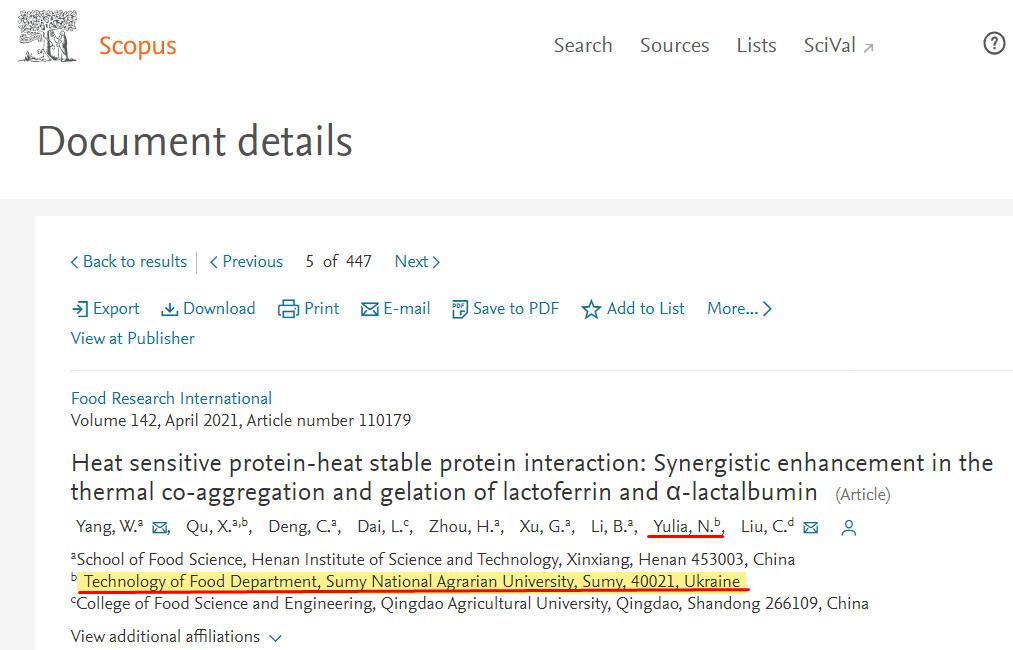 Scopus
Search Sources Lists SciVal ↗ ?
Document details
Back to results Previous 5 of 447 Next
Export Download Print E-mail PDF Save to PDF Add to List More...
View at Publisher
Food Research International
Volume 142, April 2021, Article number 110179
Heat sensitive protein-heat stable protein interaction: Synergistic enhancement in the
thermal co-aggregation and gelation of lactoferrin and α-lactalbumin (Article)
Yang, W.ᵃ, Qu, X.ᵃ,ᵇ, Deng, C.ᵃ, Dai, L.ᶜ, Zhou, H.ᵃ, Xu, G.ᵃ, Li, B.ᵃ, Yulia, N.ᵇ, Liu, C.ᵈ
ᵃSchool of Food Science, Henan Institute of Science and Technology, Xinxiang, Henan 453003, China
ᵇ Technology of Food Department, Sumy National Agrarian University, Sumy, 40021, Ukraine
ᶜCollege of Food Science and Engineering, Qingdao Agricultural University, Qingdao, Shandong 266109, China
View additional affiliations